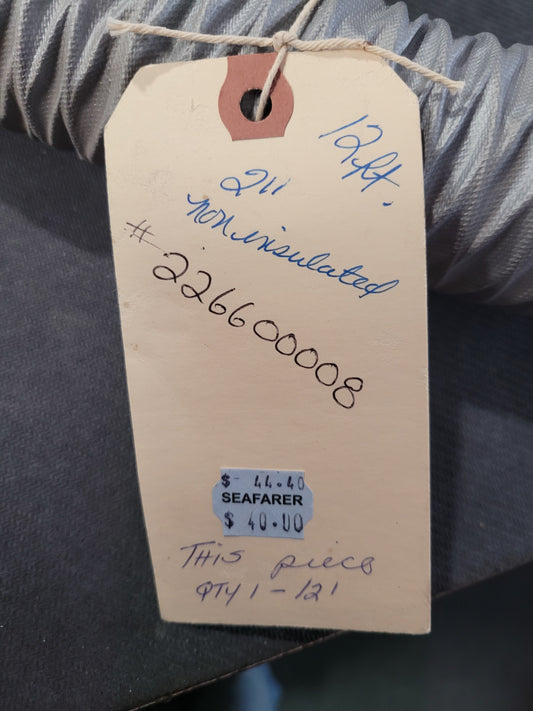 12ft.
2"
non insulated
# 226600008
$ 44.40
SEAFARER
$ 40.00
THIS piece
QTY 1 - 12'